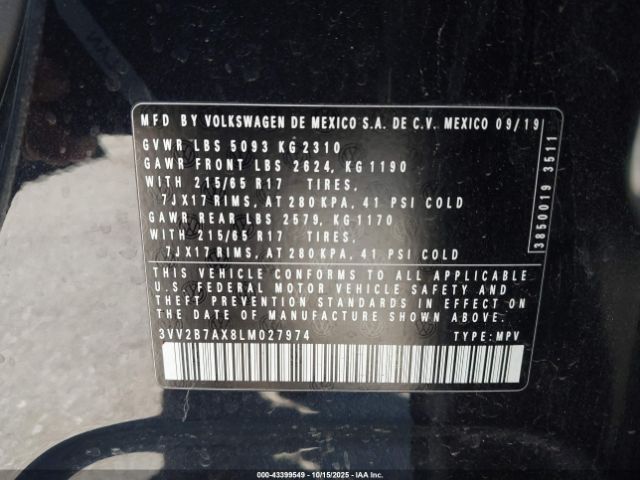 MFD BY VOLKSWAGEN DE MEXICO S.A. DE C.V. MEXICO 09/19
GVWR LBS 5093 KG 2310
GAWR FRONT LBS 2624, KG 1190
WITH 215/65 R17 TIRES,
7JX17 RIMS, AT 280 KPA, 41 PSI COLD
GAWR REAR LBS 2579, KG 1170
WITH 215/65 R17 TIRES,
7JX17 RIMS, AT 280 KPA, 41 PSI COLD
3850019 3511
THIS VEHICLE CONFORMS TO ALL APPLICABLE
U.S. FEDERAL MOTOR VEHICLE SAFETY AND
THEFT PREVENTION STANDARDS IN EFFECT ON
THE DATE OF MANUFACTURE SHOWN ABOVE.
3VV2B7AX8LM027974 TYPE: MPV
000-43399549 - 10/15/2025 - IAA Inc.